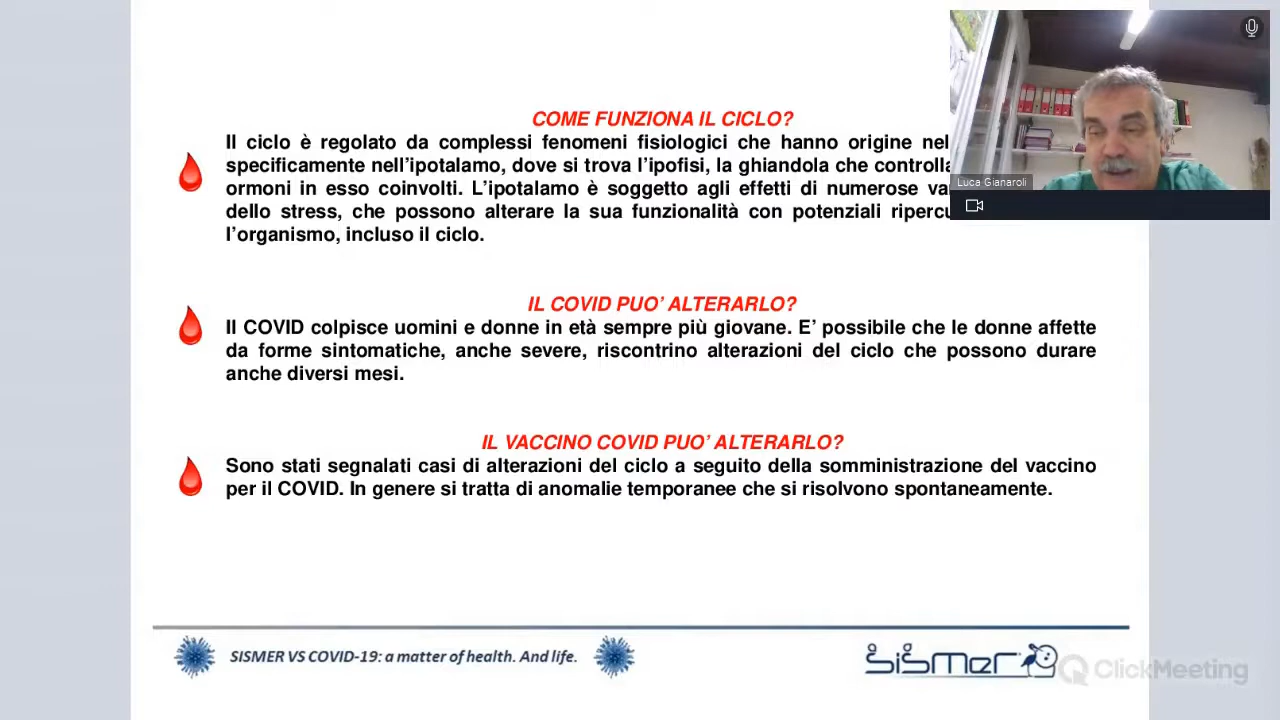 COME FUNZIONA IL CICLO?
Il ciclo è regolato da complessi fenomeni fisiologici che hanno origine nel
specificamente nell’ipotalamo, dove si trova l’ipofisi, la ghiandola che controlla
ormoni in esso coinvolti. L’ipotalamo è soggetto agli effetti di numerose
dello stress, che possono alterare la sua funzionalità con potenziali
l’organismo, incluso il ciclo.
Luca Gianaroli
IL COVID PUO’ ALTERARLO?
Il COVID colpisce uomini e donne in età sempre più giovane. E’ possibile che le donne affette
da forme sintomatiche, anche severe, riscontrino alterazioni del ciclo che possono durare
anche diversi mesi.
IL VACCINO COVID PUO’ ALTERARLO?
Sono stati segnalati casi di alterazioni del ciclo a seguito della somministrazione del vaccino
per il COVID. In genere si tratta di anomalie temporanee che si risolvono spontaneamente.
SISMER VS COVID-19: a matter of health. And life.
sismer
ClickMeeting